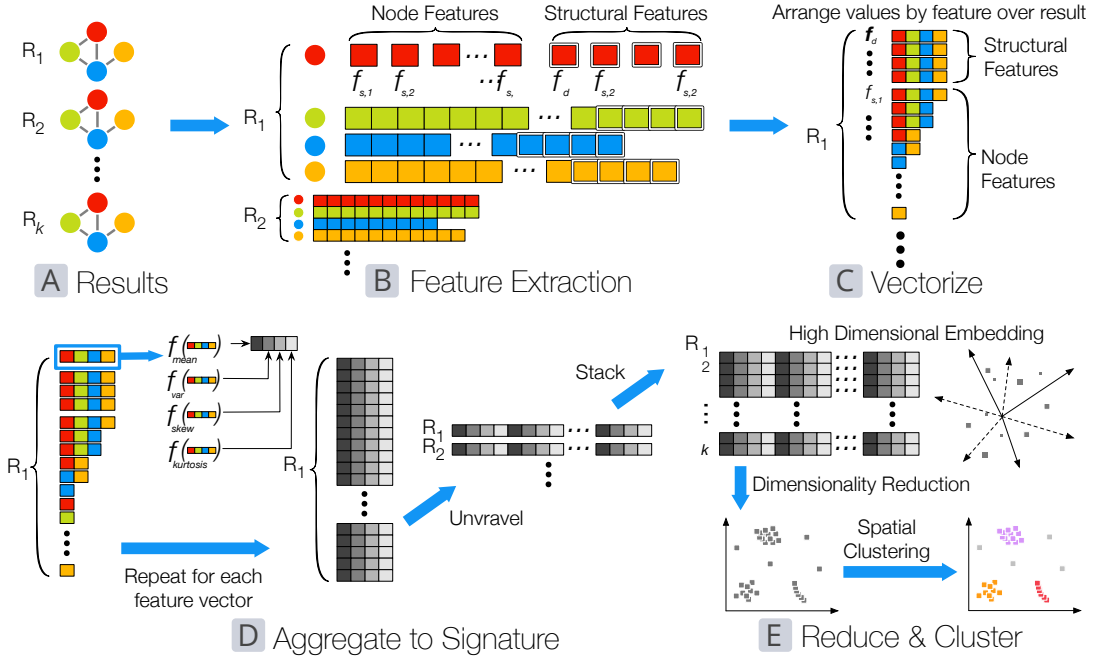 R1
R2
Rk
A Results
Node Features
Structural Features
fs,1 fs,2 ... fs, fd fs,2 fs,2
R1
...
...
...
R2
B Feature Extraction
Arrange values by feature over result
fd
Structural
Features
fs,1
R1
Node
Features
C Vectorize
R1
fmean( )
fvar( )
fskew( )
fkurtosis( )
Repeat for each
feature vector
R1
Unvravel
R1 ...
R2 ...
D Aggregate to Signature
Stack
High Dimensional Embedding
R1
2
k
Dimensionality Reduction
Spatial
Clustering
E Reduce & Cluster